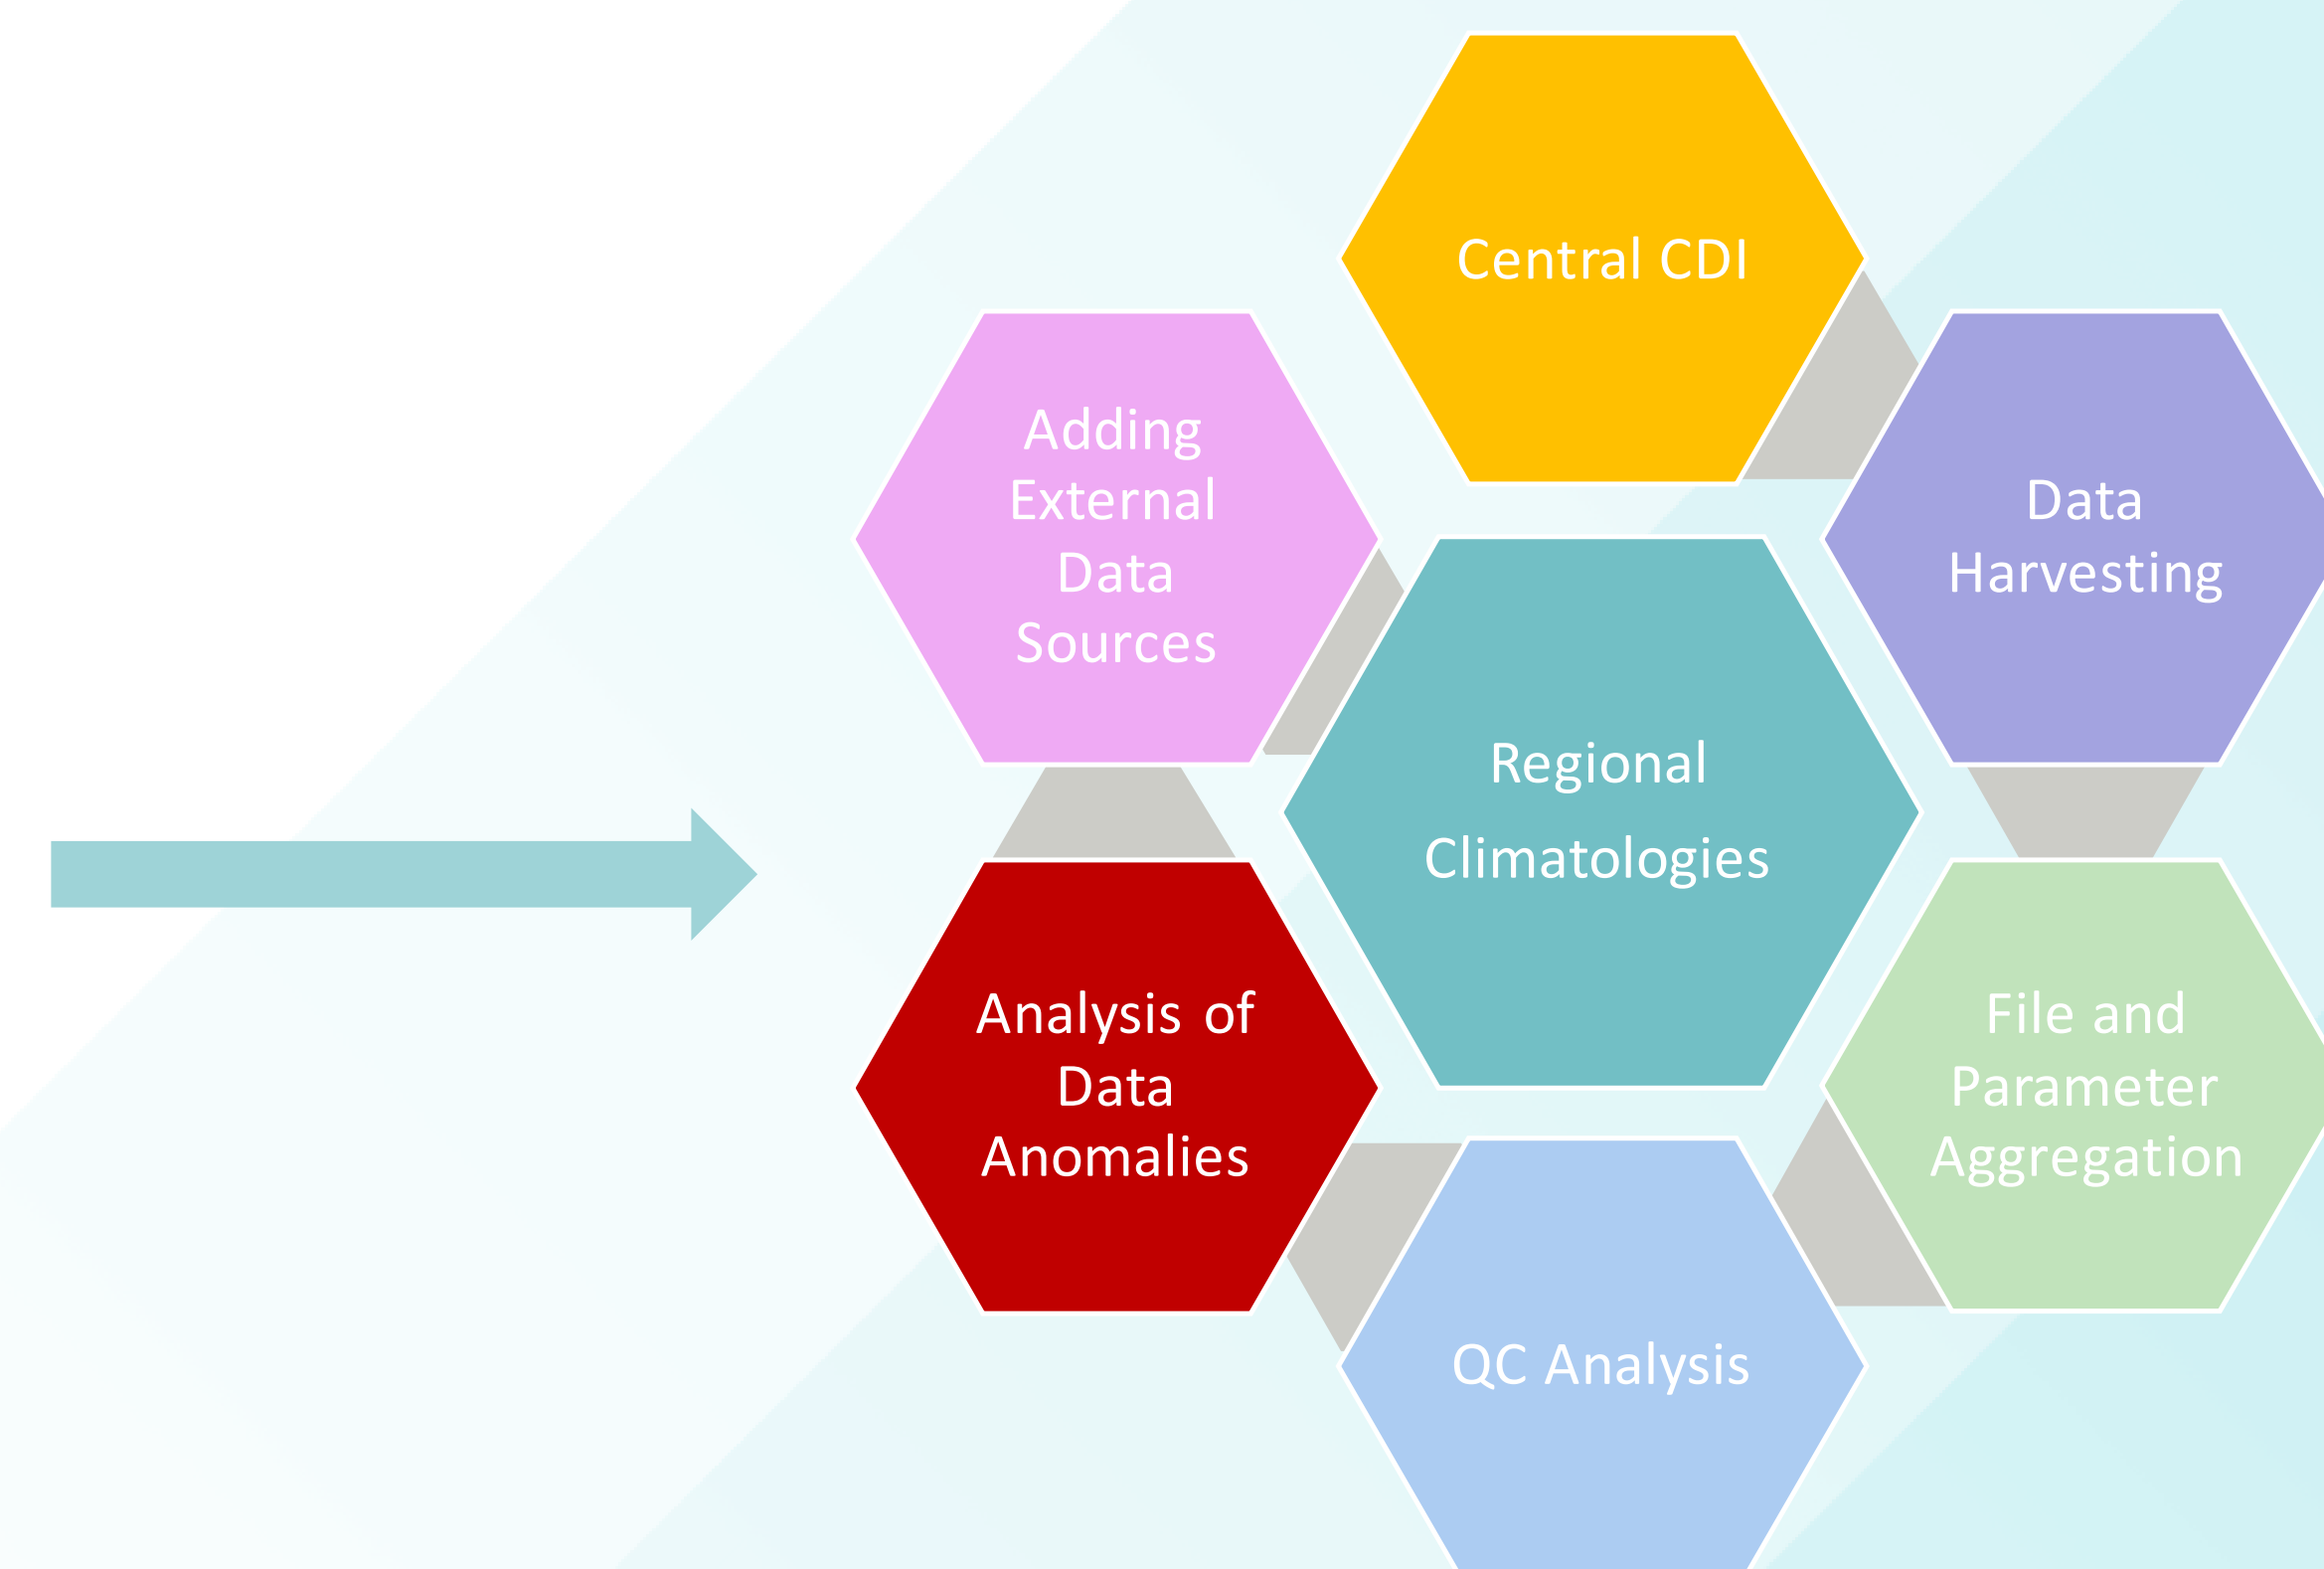 Central CDI
Adding
External
Data
Sources
Data
Harvesting
Regional
Climatologies
Analysis of
Data
Anomalies
File and
Parameter
Aggregation
QC Analysis